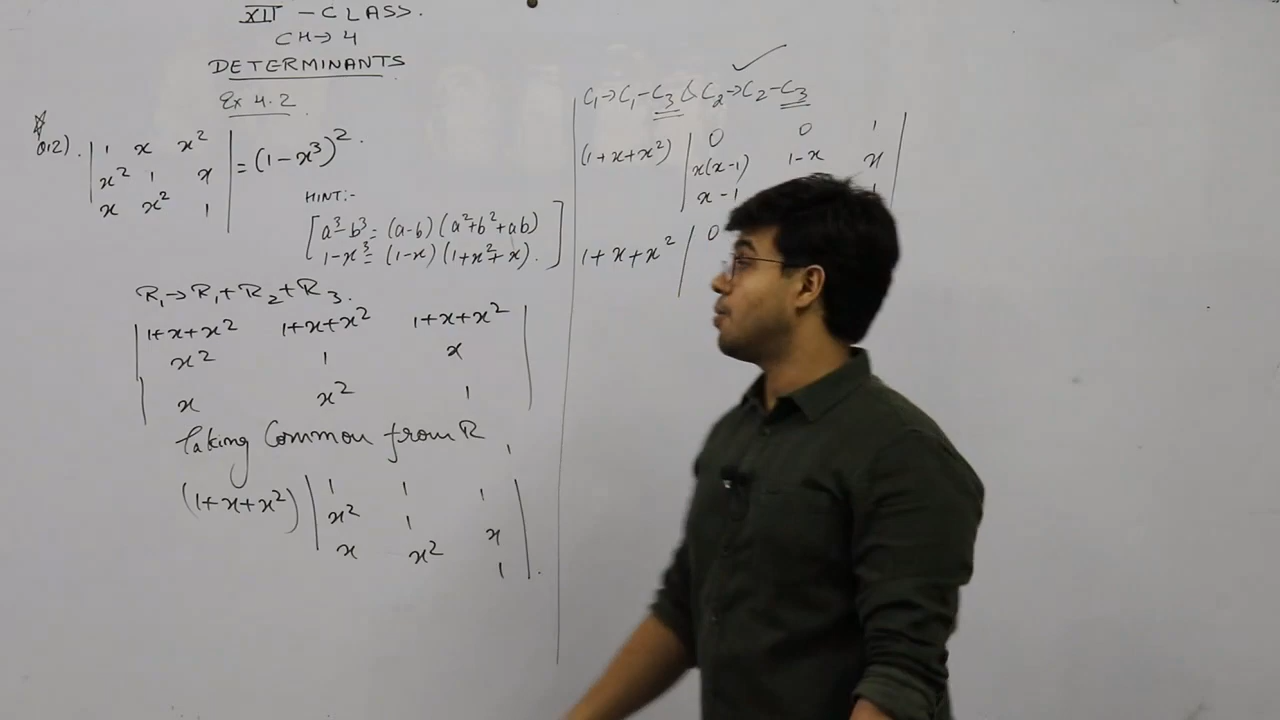 XII - CLASS.
CH→ 4
DETERMINANTS
Ex 4.2
Q12). | 1 x x² | = (1-x³)².
| x² 1 x |
| x x² 1 |
HINT:-
[ a³-b³= (a-b) (a²+b²+ab)
1-x³= (1-x) (1+x²+x). ]
R₁→R₁+R₂+R₃.
| 1+x+x² 1+x+x² 1+x+x² |
| x² 1 x |
| x x² 1 |
Taking Common from R₁
(1+x+x²) | 1 1 1 |
| x² 1 x |
| x x² 1 |.
C₁→C₁-C₃ & C₂→C₂-C₃ ✓
(1+x+x²) | 0 0 1 |
| x(x-1) 1-x x |
| x-1 1 |
1+x+x² | 0